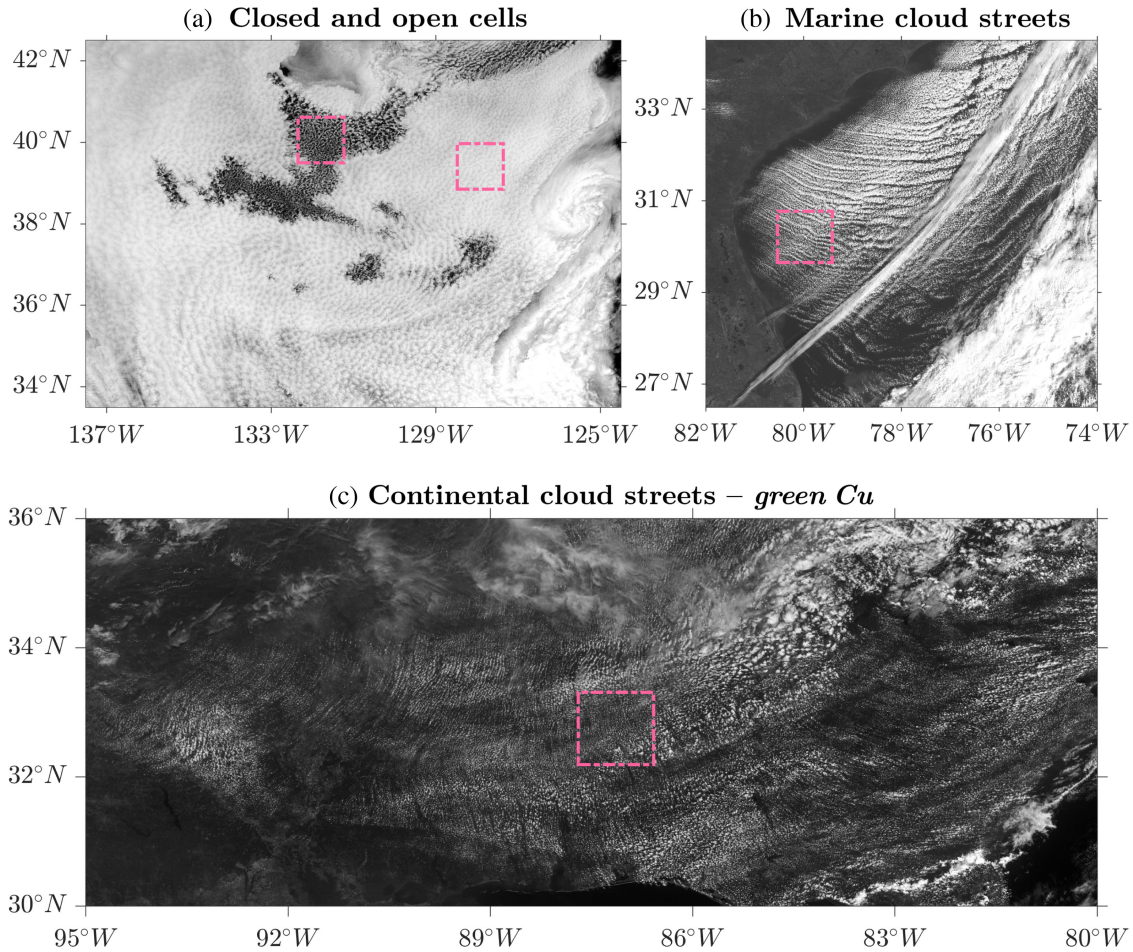 (a) Closed and open cells
(b) Marine cloud streets
42°N
40°N
38°N
36°N
34°N
137°W 133°W 129°W 125°W
33°N
31°N
29°N
27°N
82°W 80°W 78°W 76°W 74°W
(c) Continental cloud streets – green Cu
36°N
34°N
32°N
30°N
95°W 92°W 89°W 86°W 83°W 80°W